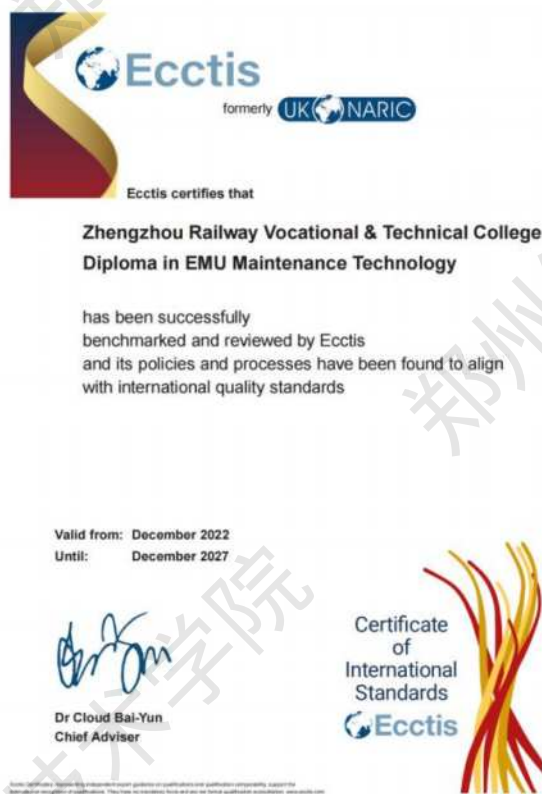 Ecctis
formerly UK NARIC
Ecctis certifies that
Zhengzhou Railway Vocational & Technical College
Diploma in EMU Maintenance Technology
has been successfully
benchmarked and reviewed by Ecctis
and its policies and processes have been found to align
with international quality standards
Valid from: December 2022
Until: December 2027
Certificate
of
International
Standards
Ecctis
Dr Cloud Bai-Yun
Chief Adviser